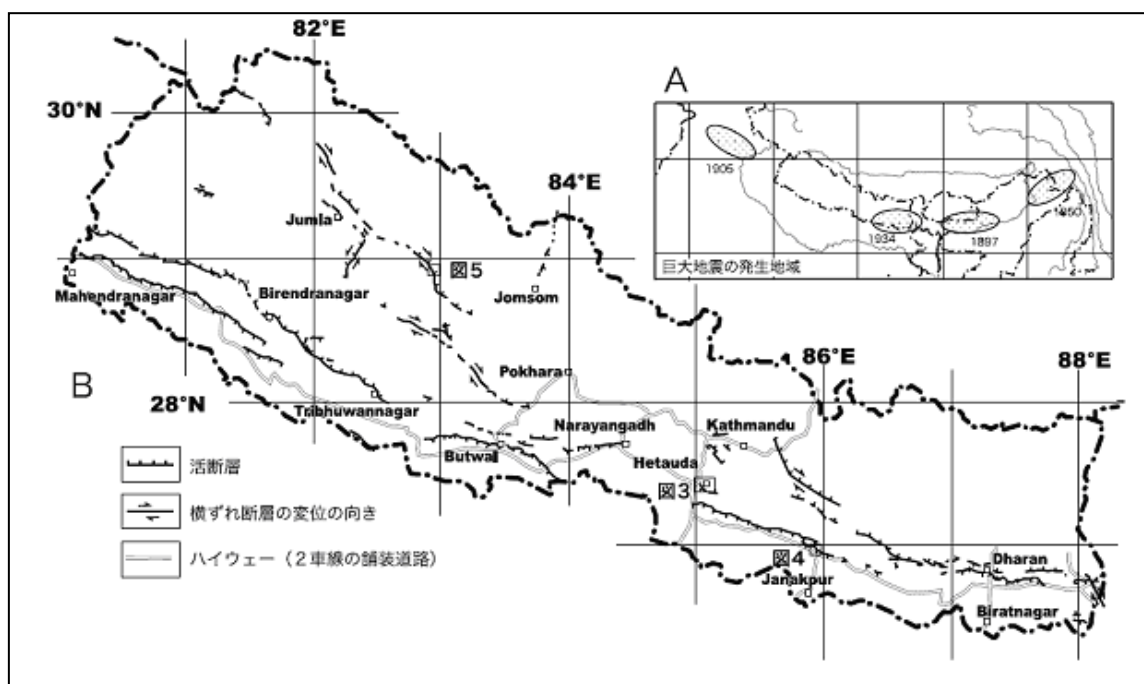 82°E
A
30°N
1905
84°E
1950
Jumla
1934
1897
図5
巨大地震の発生地域
Birendranagar
Jomsom
Mahendranagar
86°E
88°E
B
Pokhara
28°N
Tribhuwannagar
Narayangadh
Kathmandu
Butwal
Hetauda
活断層
図3
横ずれ断層の変位の向き
図4
Dharan
ハイウェー（２車線の舗装道路）
Janakpur
Biratnagar